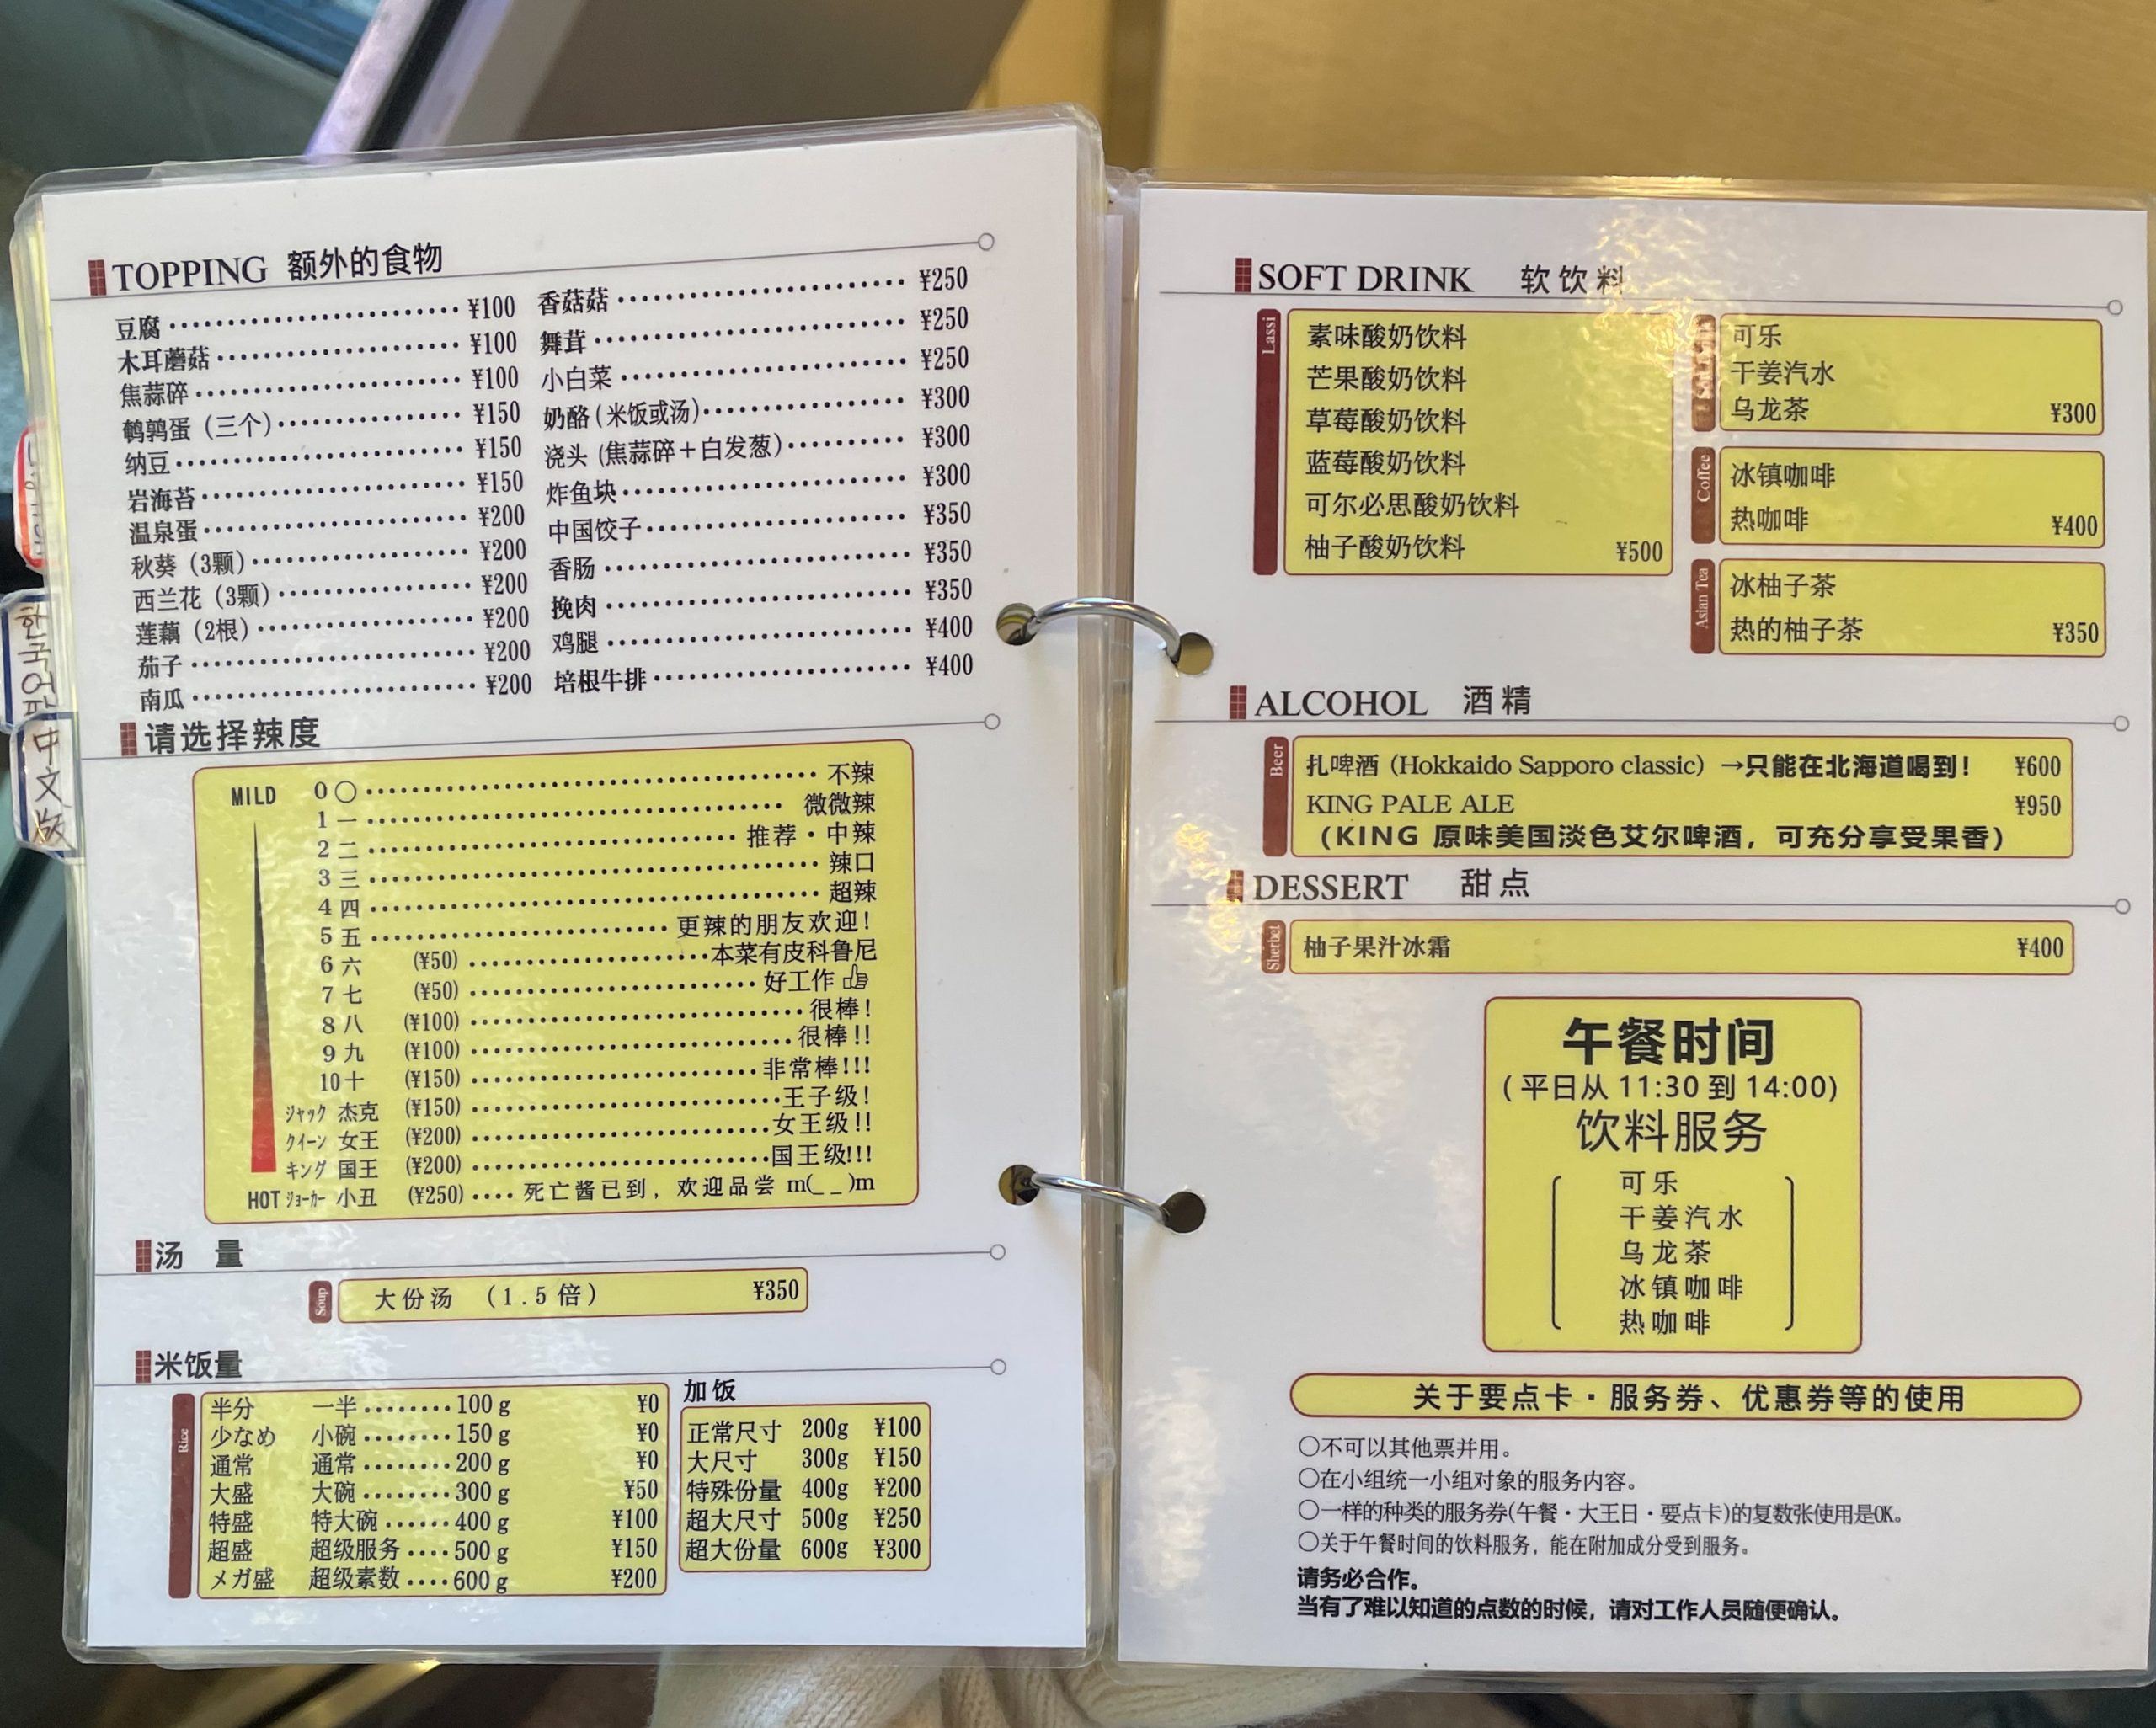 TOPPING 额外的食物
豆腐 ¥100
木耳蘑菇 ¥100
焦蒜碎 ¥100
鹌鹑蛋（三个） ¥150
纳豆 ¥150
岩海苔 ¥150
温泉蛋 ¥200
秋葵（3颗） ¥200
西兰花（3颗） ¥200
莲藕（2根） ¥200
茄子 ¥200
南瓜 ¥200
香菇菇 ¥250
舞茸 ¥250
小白菜 ¥250
奶酪（米饭或汤） ¥300
浇头（焦蒜碎＋白发葱） ¥300
炸鱼块 ¥300
中国饺子 ¥350
香肠 ¥350
挽肉 ¥350
鸡腿 ¥400
培根牛排 ¥400
请选择辣度
MILD 0 〇 不辣
1 一 微微辣
2 二 推荐・中辣
3 三 辣口
4 四 超辣
5 五 更辣的朋友欢迎！
6 六 (¥50) 本菜有皮科鲁尼
7 七 (¥50) 好工作
8 八 (¥100) 很棒！
9 九 (¥100) 很棒!!
10 十 (¥150) 非常棒!!!
ジャック 杰克 (¥150) 王子级！
クイーン 女王 (¥200) 女王级!!
キング 国王 (¥200) 国王级!!!
HOT ジョーカー 小丑 (¥250) 死亡酱已到，欢迎品尝 m(_ _)m
汤 量
Soup
大份汤 （1.5倍） ¥350
米饭量
Rice
半分 一半 100g ¥0
少なめ 小碗 150g ¥0
通常 通常 200g ¥0
大盛 大碗 300g ¥50
特盛 特大碗 400g ¥100
超盛 超级服务 500g ¥150
メガ盛 超级素数 600g ¥200
加饭
正常尺寸 200g ¥100
大尺寸 300g ¥150
特殊份量 400g ¥200
超大尺寸 500g ¥250
超大份量 600g ¥300
한국어판
中文版
SOFT DRINK 软饮料
Lassi
素味酸奶饮料
芒果酸奶饮料
草莓酸奶饮料
蓝莓酸奶饮料
可尔必思酸奶饮料
柚子酸奶饮料 ¥500
可乐
干姜汽水
乌龙茶 ¥300
Coffee
冰镇咖啡
热咖啡 ¥400
Asian Tea
冰柚子茶
热的柚子茶 ¥350
ALCOHOL 酒精
Beer
扎啤酒（Hokkaido Sapporo classic）→只能在北海道喝到！ ¥600
KING PALE ALE ¥950
（KING 原味美国淡色艾尔啤酒，可充分享受果香）
DESSERT 甜点
Sherbet
柚子果汁冰霜 ¥400
午餐时间
(平日从 11:30 到 14:00)
饮料服务
可乐
干姜汽水
乌龙茶
冰镇咖啡
热咖啡
关于要点卡・服务券、优惠券等的使用
〇不可以其他票并用。
〇在小组统一小组对象的服务内容。
〇一样的种类的服务券(午餐・大王日・要点卡)的复数张使用是OK。
〇关于午餐时间的饮料服务，能在附加成分受到服务。
请务必合作。
当有了难以知道的点数的时候，请对工作人员随便确认。